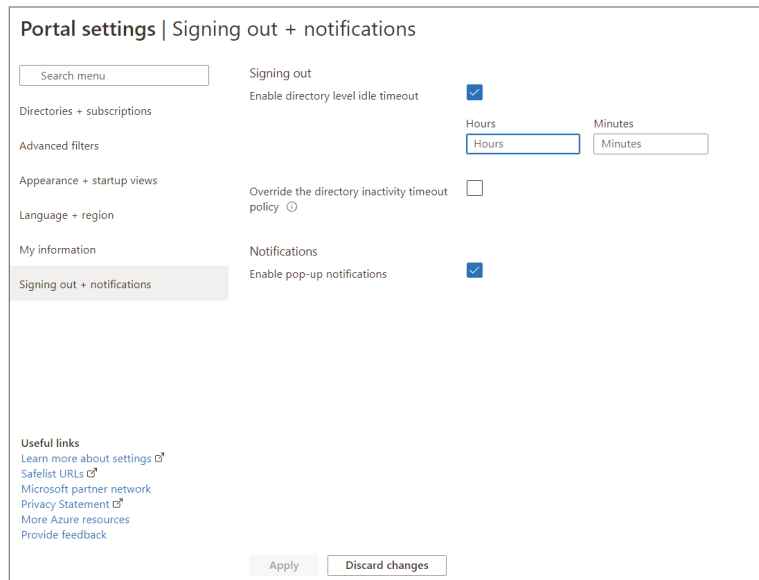 Portal settings | Signing out + notifications
Search menu
Directories + subscriptions
Advanced filters
Appearance + startup views
Language + region
My information
Signing out + notifications
Useful links
Learn more about settings
Safelist URLs
Microsoft partner network
Privacy Statement
More Azure resources
Provide feedback
Signing out
Enable directory level idle timeout
Hours
Minutes
Hours
Minutes
Override the directory inactivity timeout
policy
Notifications
Enable pop-up notifications
Apply
Discard changes